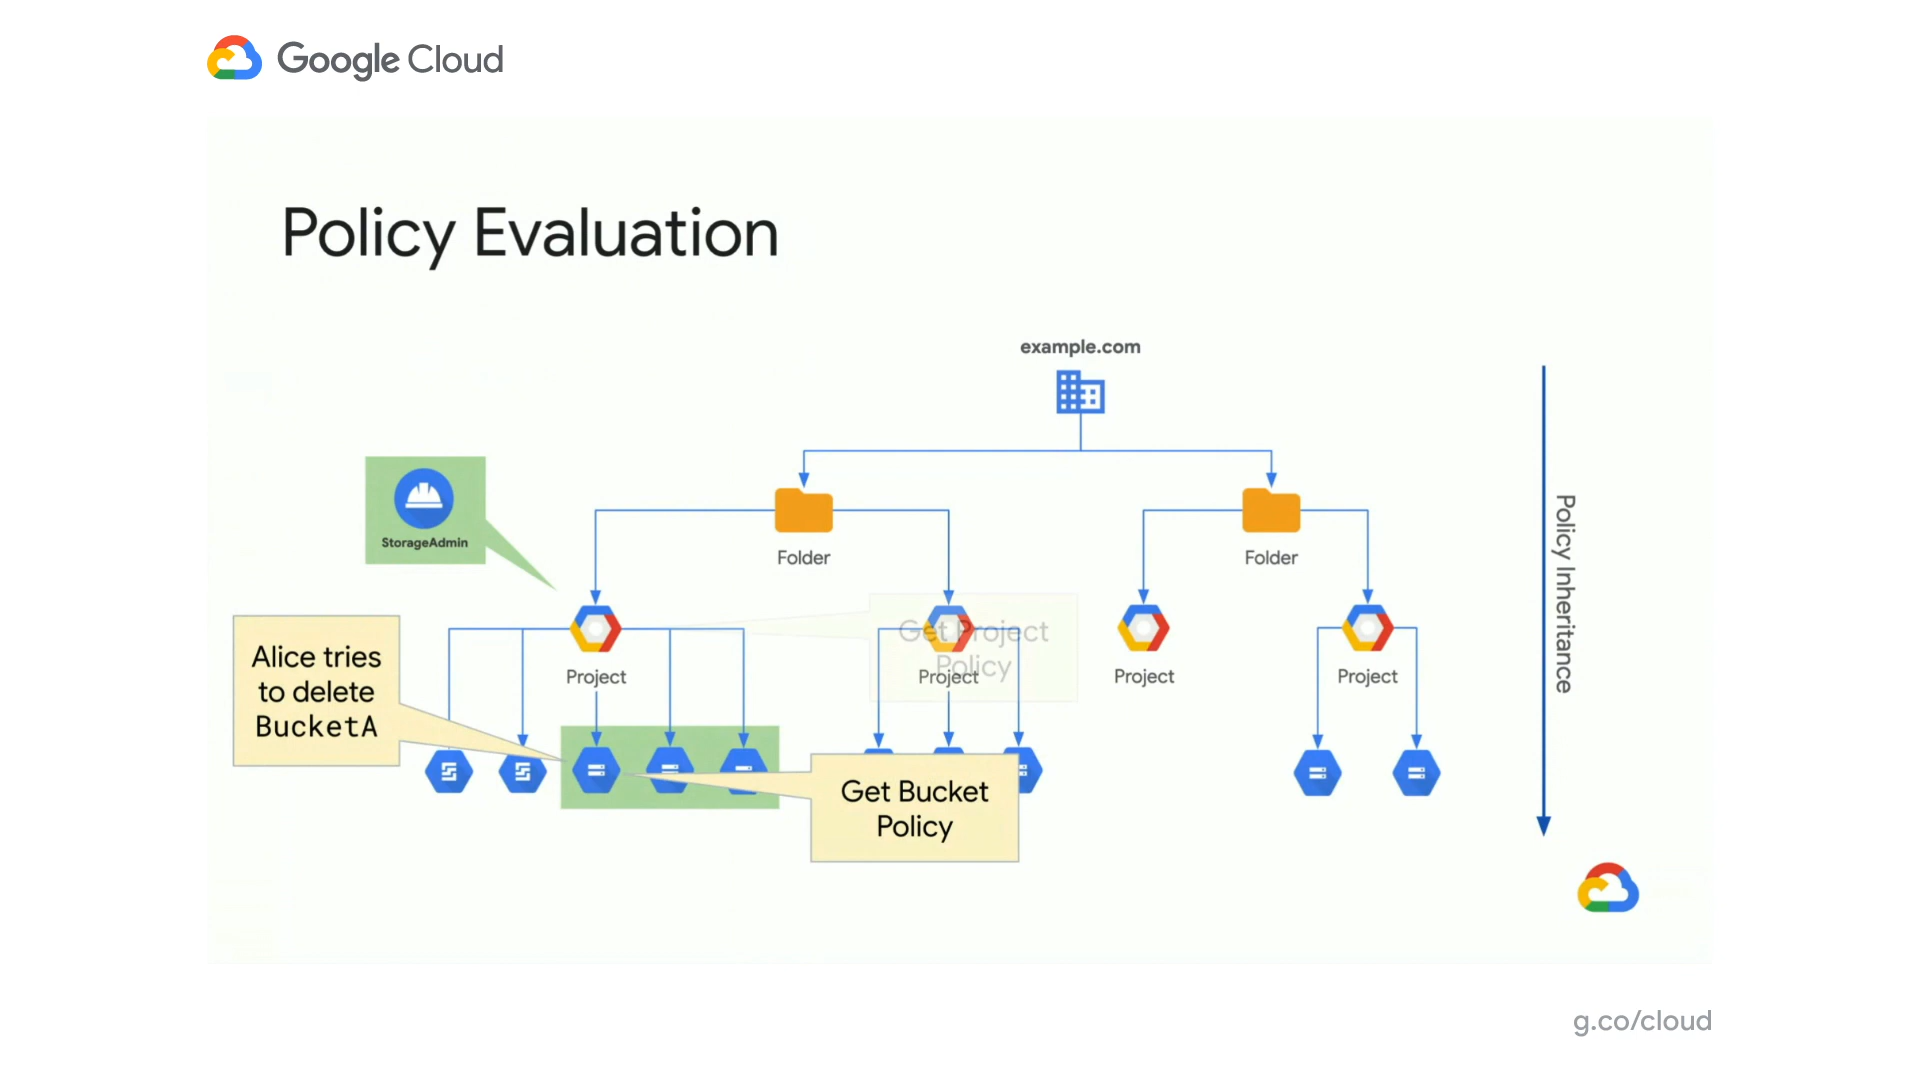 Google Cloud
Policy Evaluation
example.com
StorageAdmin
Folder
Folder
Policy Inheritance
Alice tries
to delete
BucketA
Get Project
Policy
Project
Project
Project
Project
Get Bucket
Policy
g.co/cloud